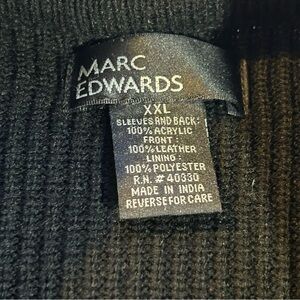 MARC
EDWARDS
XXL
SLEEVES AND BACK:
100% ACRYLIC
FRONT:
100% LEATHER
LINING:
100% POLYESTER
R.N. # 40330
MADE IN INDIA
REVERSE FOR CARE